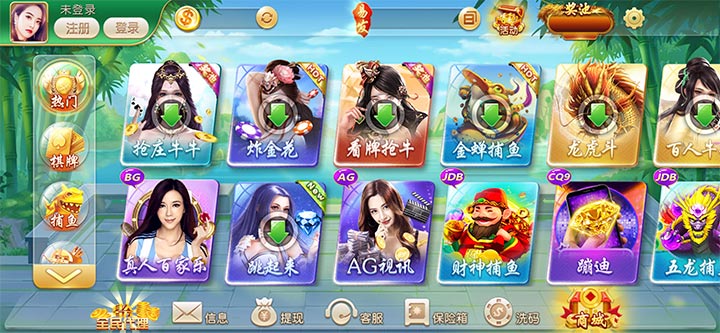 未登录
注册
登录
易发
活动
奖池
热门
棋牌
捕鱼
抢庄牛牛
HOT
炸金花
看牌抢牛
HOT
金蝉捕鱼
龙虎斗
百人牛
BG
真人百家乐
New
跳起来
AG
AG视讯
JDB
财神捕鱼
CQ9
蹦迪
JDB
五龙捕
全民代理
信息
提现
客服
保险箱
洗码
商城